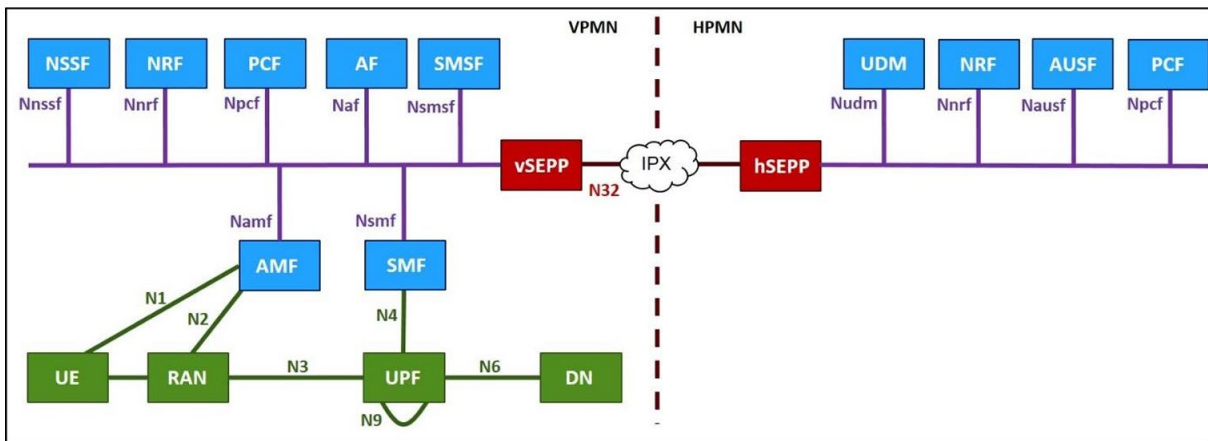 VPMN
HPMN
NSSF
NRF
PCF
AF
SMSF
UDM
NRF
AUSF
PCF
Nnssf
Nnrf
Npcf
Naf
Nsmsf
Nudm
Nnrf
Nausf
Npcf
vSEPP
IPX
hSEPP
N32
Namf
Nsmf
AMF
SMF
N1
N2
N4
UE
RAN
N3
UPF
N6
DN
N9